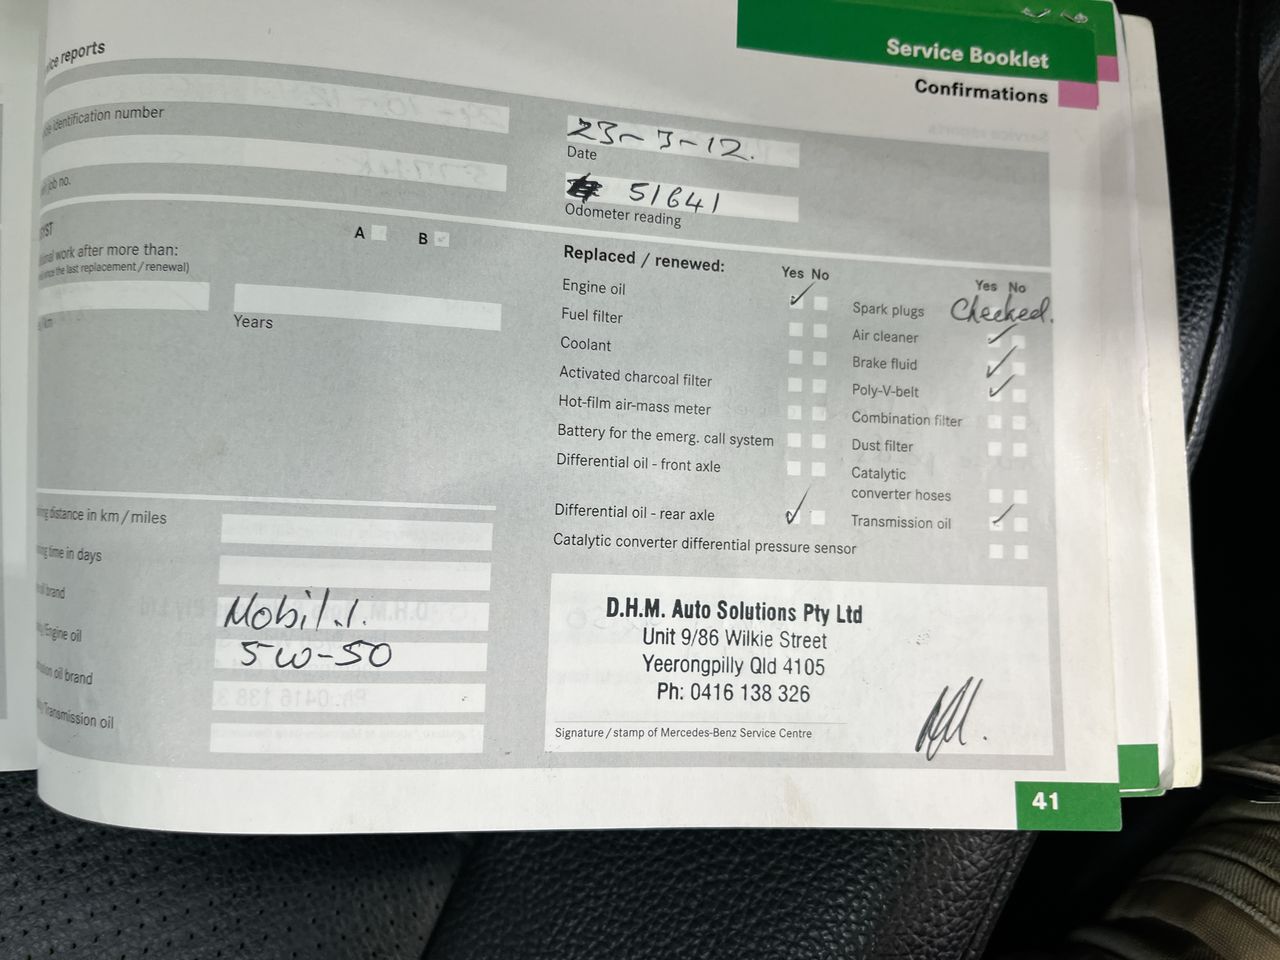 Service Booklet
Confirmations
reports
identification number
job no.
23-3-12.
Date
51641
Odometer reading
A B
work after more than:
the last replacement / renewal)
km
Years
Replaced / renewed:
Yes No
Engine oil
Fuel filter
Coolant
Activated charcoal filter
Hot-film air-mass meter
Battery for the emerg. call system
Differential oil - front axle
Differential oil - rear axle
Catalytic converter differential pressure sensor
Yes No
Spark plugs Checked.
Air cleaner
Brake fluid
Poly-V-belt
Combination filter
Dust filter
Catalytic
converter hoses
Transmission oil
distance in km / miles
time in days
brand
Mobil.1.
Engine oil
5W-50
oil brand
Transmission oil
D.H.M. Auto Solutions Pty Ltd
Unit 9/86 Wilkie Street
Yeerongpilly Qld 4105
Ph: 0416 138 326
Signature / stamp of Mercedes-Benz Service Centre
41